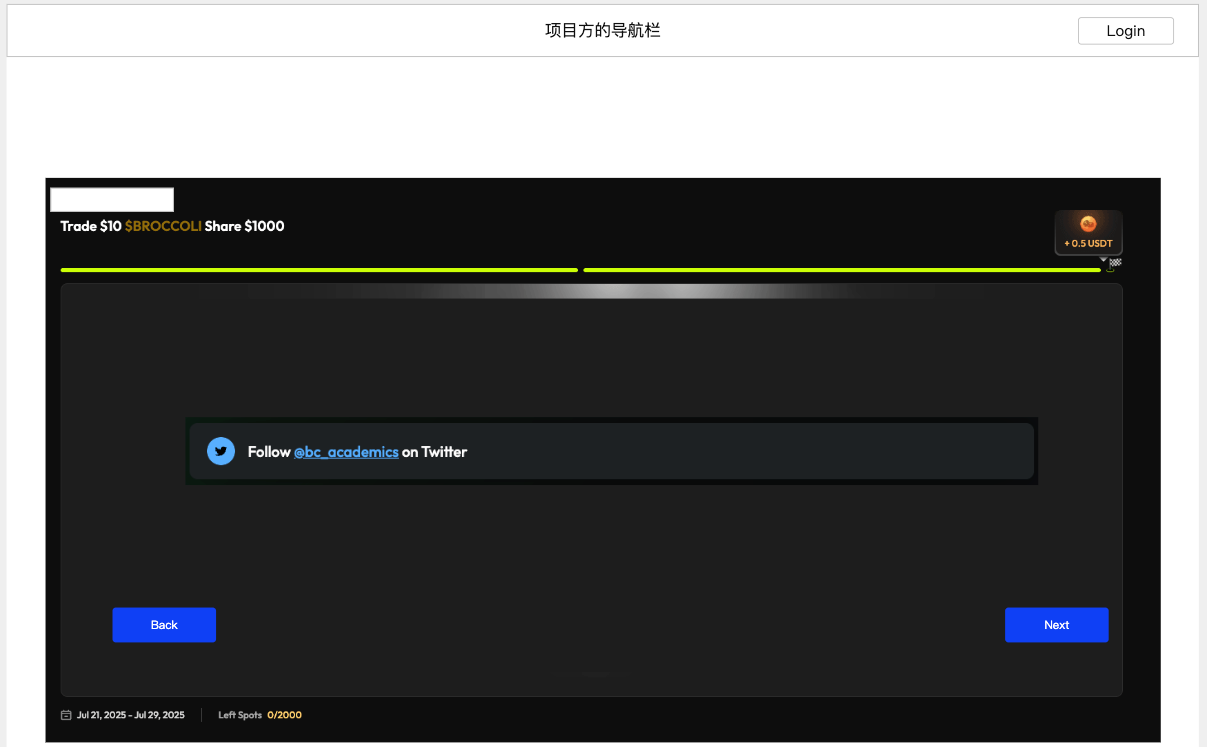 项目方的导航栏
Login
Trade $10 $BROCCOLI Share $1000
+ 0.5 USDT
Follow @bc_academics on Twitter
Back
Next
Jul 21, 2025 - Jul 29, 2025
Left Spots 0/2000